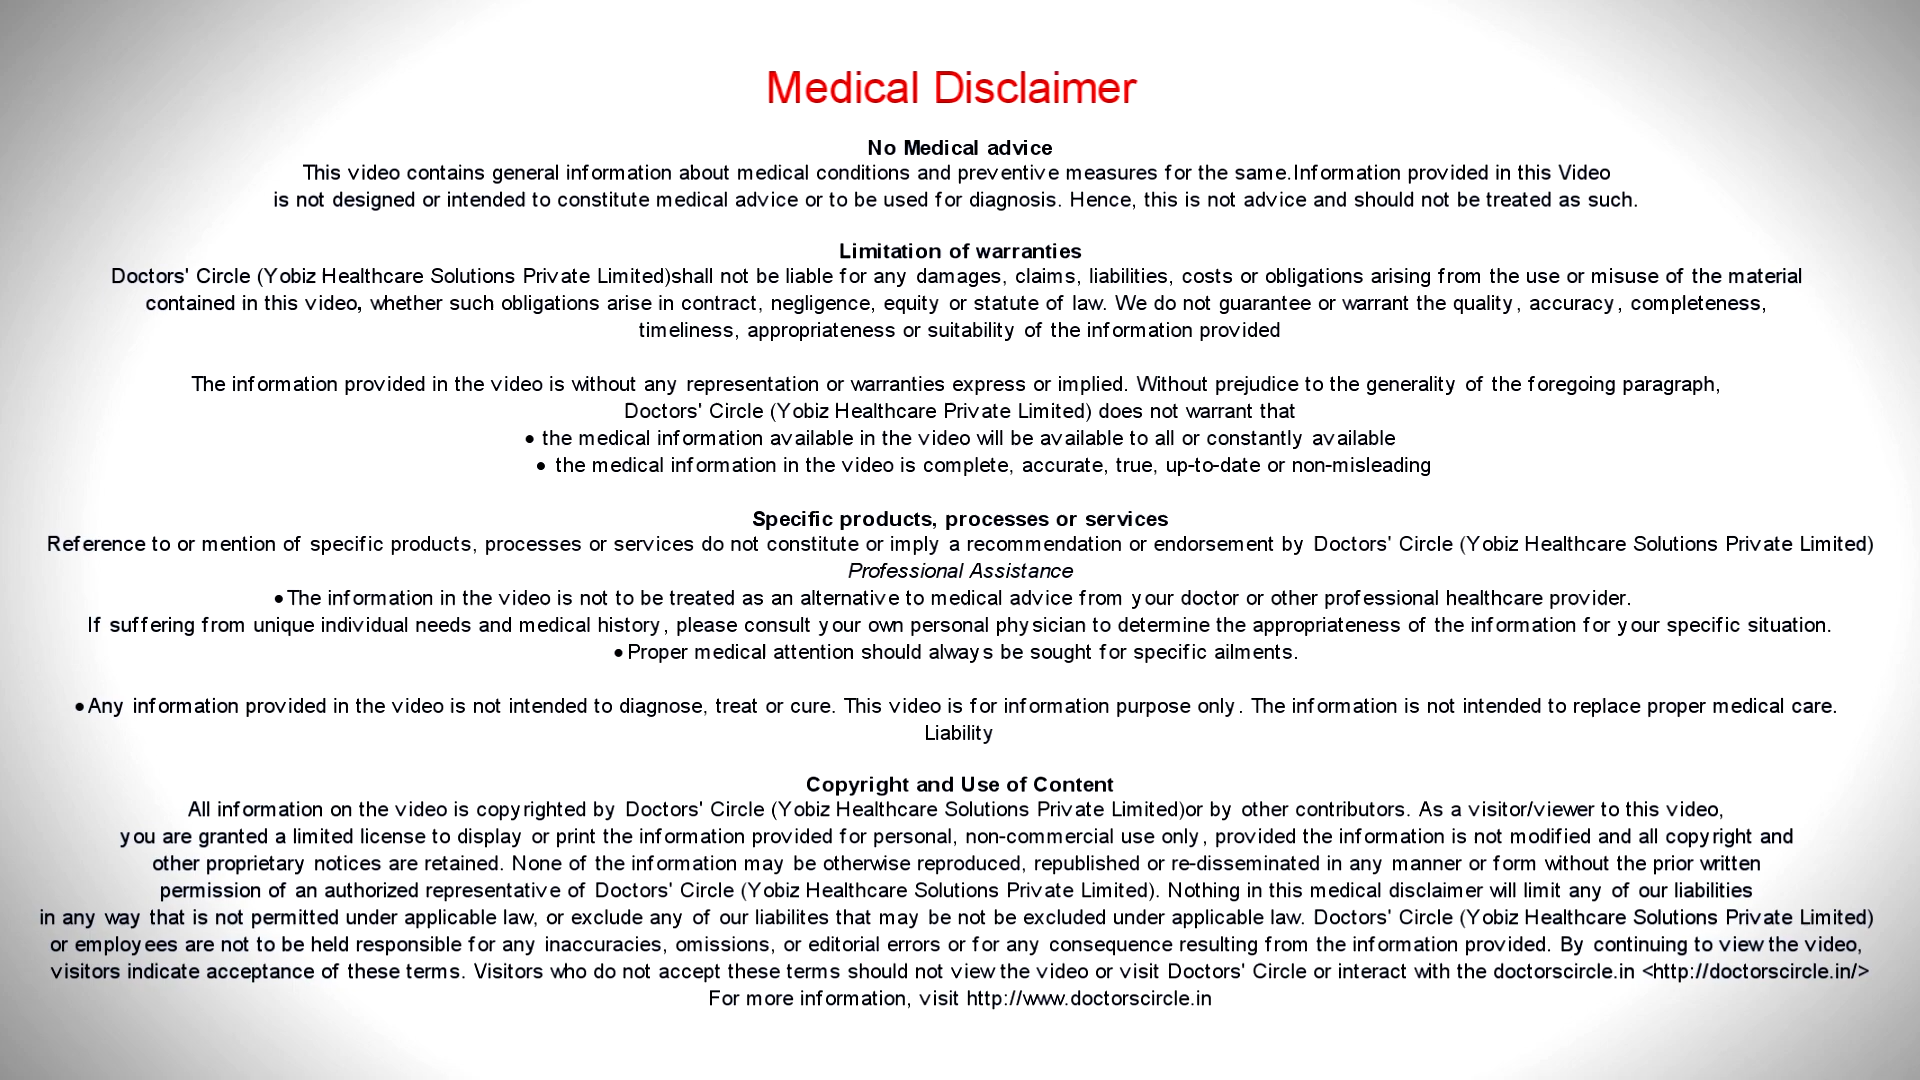 Medical Disclaimer
No Medical advice
This video contains general information about medical conditions and preventive measures for the same.Information provided in this Video
is not designed or intended to constitute medical advice or to be used for diagnosis. Hence, this is not advice and should not be treated as such.
Limitation of warranties
Doctors' Circle (Yobiz Healthcare Solutions Private Limited)shall not be liable for any damages, claims, liabilities, costs or obligations arising from the use or misuse of the material
contained in this video, whether such obligations arise in contract, negligence, equity or statute of law. We do not guarantee or warrant the quality, accuracy, completeness,
timeliness, appropriateness or suitability of the information provided
The information provided in the video is without any representation or warranties express or implied. Without prejudice to the generality of the foregoing paragraph,
Doctors' Circle (Yobiz Healthcare Private Limited) does not warrant that
• the medical information available in the video will be available to all or constantly available
• the medical information in the video is complete, accurate, true, up-to-date or non-misleading
Specific products, processes or services
Reference to or mention of specific products, processes or services do not constitute or imply a recommendation or endorsement by Doctors' Circle (Yobiz Healthcare Solutions Private Limited)
Professional Assistance
•The information in the video is not to be treated as an alternative to medical advice from your doctor or other professional healthcare provider.
If suffering from unique individual needs and medical history, please consult your own personal physician to determine the appropriateness of the information for your specific situation.
•Proper medical attention should always be sought for specific ailments.
•Any information provided in the video is not intended to diagnose, treat or cure. This video is for information purpose only. The information is not intended to replace proper medical care.
Liability
Copyright and Use of Content
All information on the video is copyrighted by Doctors' Circle (Yobiz Healthcare Solutions Private Limited)or by other contributors. As a visitor/viewer to this video,
you are granted a limited license to display or print the information provided for personal, non-commercial use only, provided the information is not modified and all copyright and
other proprietary notices are retained. None of the information may be otherwise reproduced, republished or re-disseminated in any manner or form without the prior written
permission of an authorized representative of Doctors' Circle (Yobiz Healthcare Solutions Private Limited). Nothing in this medical disclaimer will limit any of our liabilities
in any way that is not permitted under applicable law, or exclude any of our liabilites that may be not be excluded under applicable law. Doctors' Circle (Yobiz Healthcare Solutions Private Limited)
or employees are not to be held responsible for any inaccuracies, omissions, or editorial errors or for any consequence resulting from the information provided. By continuing to view the video,
visitors indicate acceptance of these terms. Visitors who do not accept these terms should not view the video or visit Doctors' Circle or interact with the doctorscircle.in <http://doctorscircle.in/>
For more information, visit http://www.doctorscircle.in